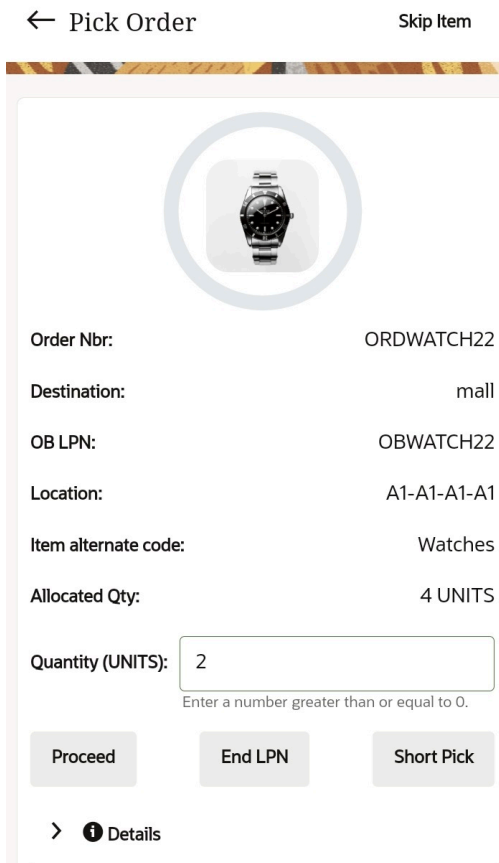 Pick Order Skip Item
Order Nbr: ORDWATCH22
Destination: mall
OB LPN: OBWATCH22
Location: A1-A1-A1-A1
Item alternate code: Watches
Allocated Qty: 4 UNITS
Quantity (UNITS): 2
Enter a number greater than or equal to 0.
Proceed End LPN Short Pick
Details